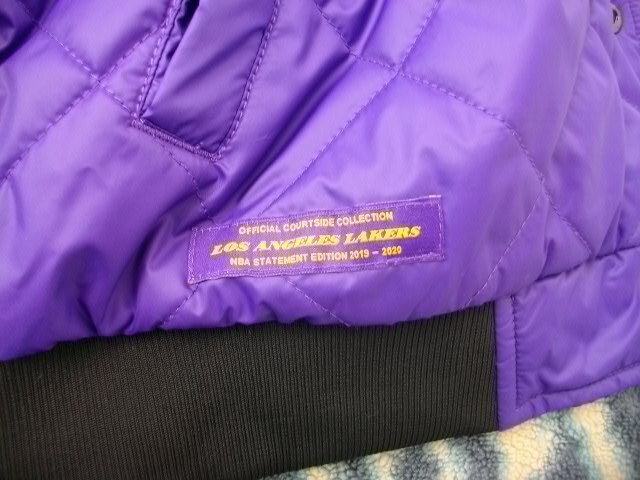 OFFICIAL COURTSIDE COLLECTION
LOS ANGELES LAKERS
NBA STATEMENT EDITION 2019 - 2020